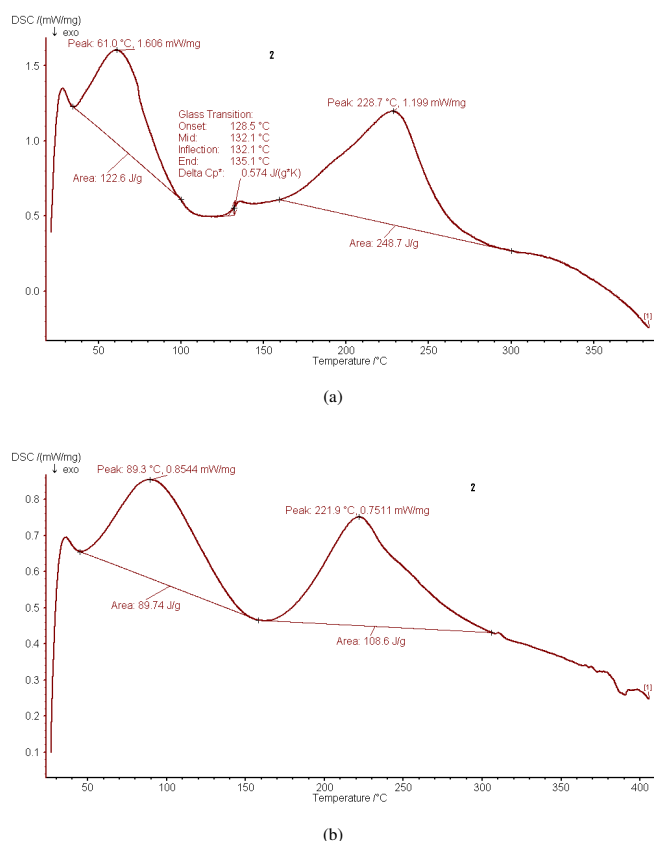 DSC /(mW/mg)
↓ exo
Peak: 61.0 °C, 1.606 mW/mg
2
1.5
Peak: 228.7 °C, 1.199 mW/mg
Glass Transition:
Onset: 128.5 °C
Mid: 132.1 °C
Inflection: 132.1 °C
End: 135.1 °C
Delta Cp*: 0.574 J/(g*K)
1.0
Area: 122.6 J/g
0.5
Area: 248.7 J/g
0.0
[1]
50 100 150 200 250 300 350
Temperature /°C
(a)
DSC /(mW/mg)
↓ exo
Peak: 89.3 °C, 0.8544 mW/mg
2
0.8
Peak: 221.9 °C, 0.7511 mW/mg
0.7
0.6
Area: 89.74 J/g
0.5
Area: 108.6 J/g
0.4
0.3
[1]
0.2
0.1
50 100 150 200 250 300 350 400
Temperature /°C
(b)